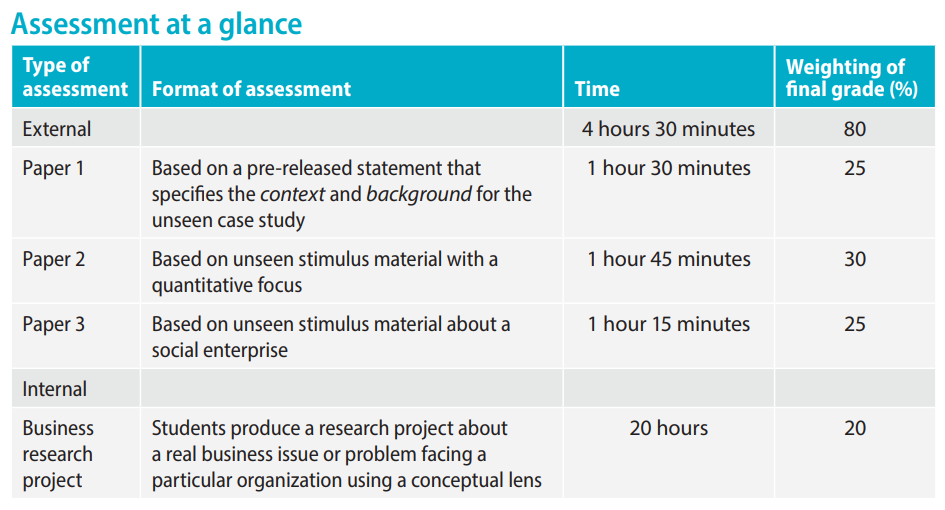 Assessment at a glance
Type of
assessment
Format of assessment
Time
Weighting of
final grade (%)
External
4 hours 30 minutes
80
Paper 1
Based on a pre-released statement that
specifies the context and background for the
unseen case study
1 hour 30 minutes
25
Paper 2
Based on unseen stimulus material with a
quantitative focus
1 hour 45 minutes
30
Paper 3
Based on unseen stimulus material about a
social enterprise
1 hour 15 minutes
25
Internal
Business
research
project
Students produce a research project about
a real business issue or problem facing a
particular organization using a conceptual lens
20 hours
20